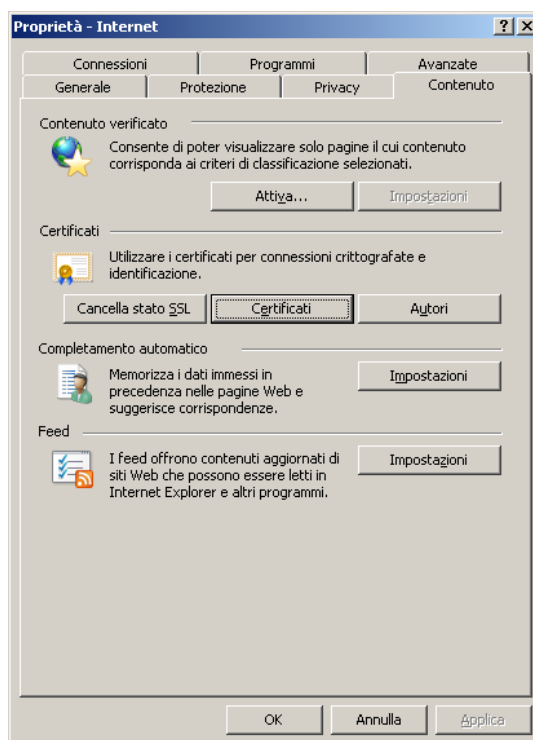 Proprietà - Internet
Connessioni
Programmi
Avanzate
Generale
Protezione
Privacy
Contenuto
Contenuto verificato
Consente di poter visualizzare solo pagine il cui contenuto
corrisponda ai criteri di classificazione selezionati.
Attiva...
Impostazioni
Certificati
Utilizzare i certificati per connessioni crittografate e
identificazione.
Cancella stato SSL
Certificati
Autori
Completamento automatico
Memorizza i dati immessi in
precedenza nelle pagine Web e
suggerisce corrispondenze.
Impostazioni
Feed
I feed offrono contenuti aggiornati di
siti Web che possono essere letti in
Internet Explorer e altri programmi.
Impostazioni
OK
Annulla
Applica